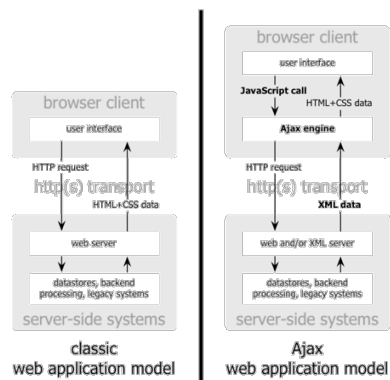 browser client
user interface
HTTP request
http(s) transport
HTML+CSS data
web server
datastores, backend
processing, legacy systems
server-side systems
classic
web application model
browser client
user interface
JavaScript call
HTML+CSS data
Ajax engine
HTTP request
http(s) transport
XML data
web and/or XML server
datastores, backend
processing, legacy systems
server-side systems
Ajax
web application model